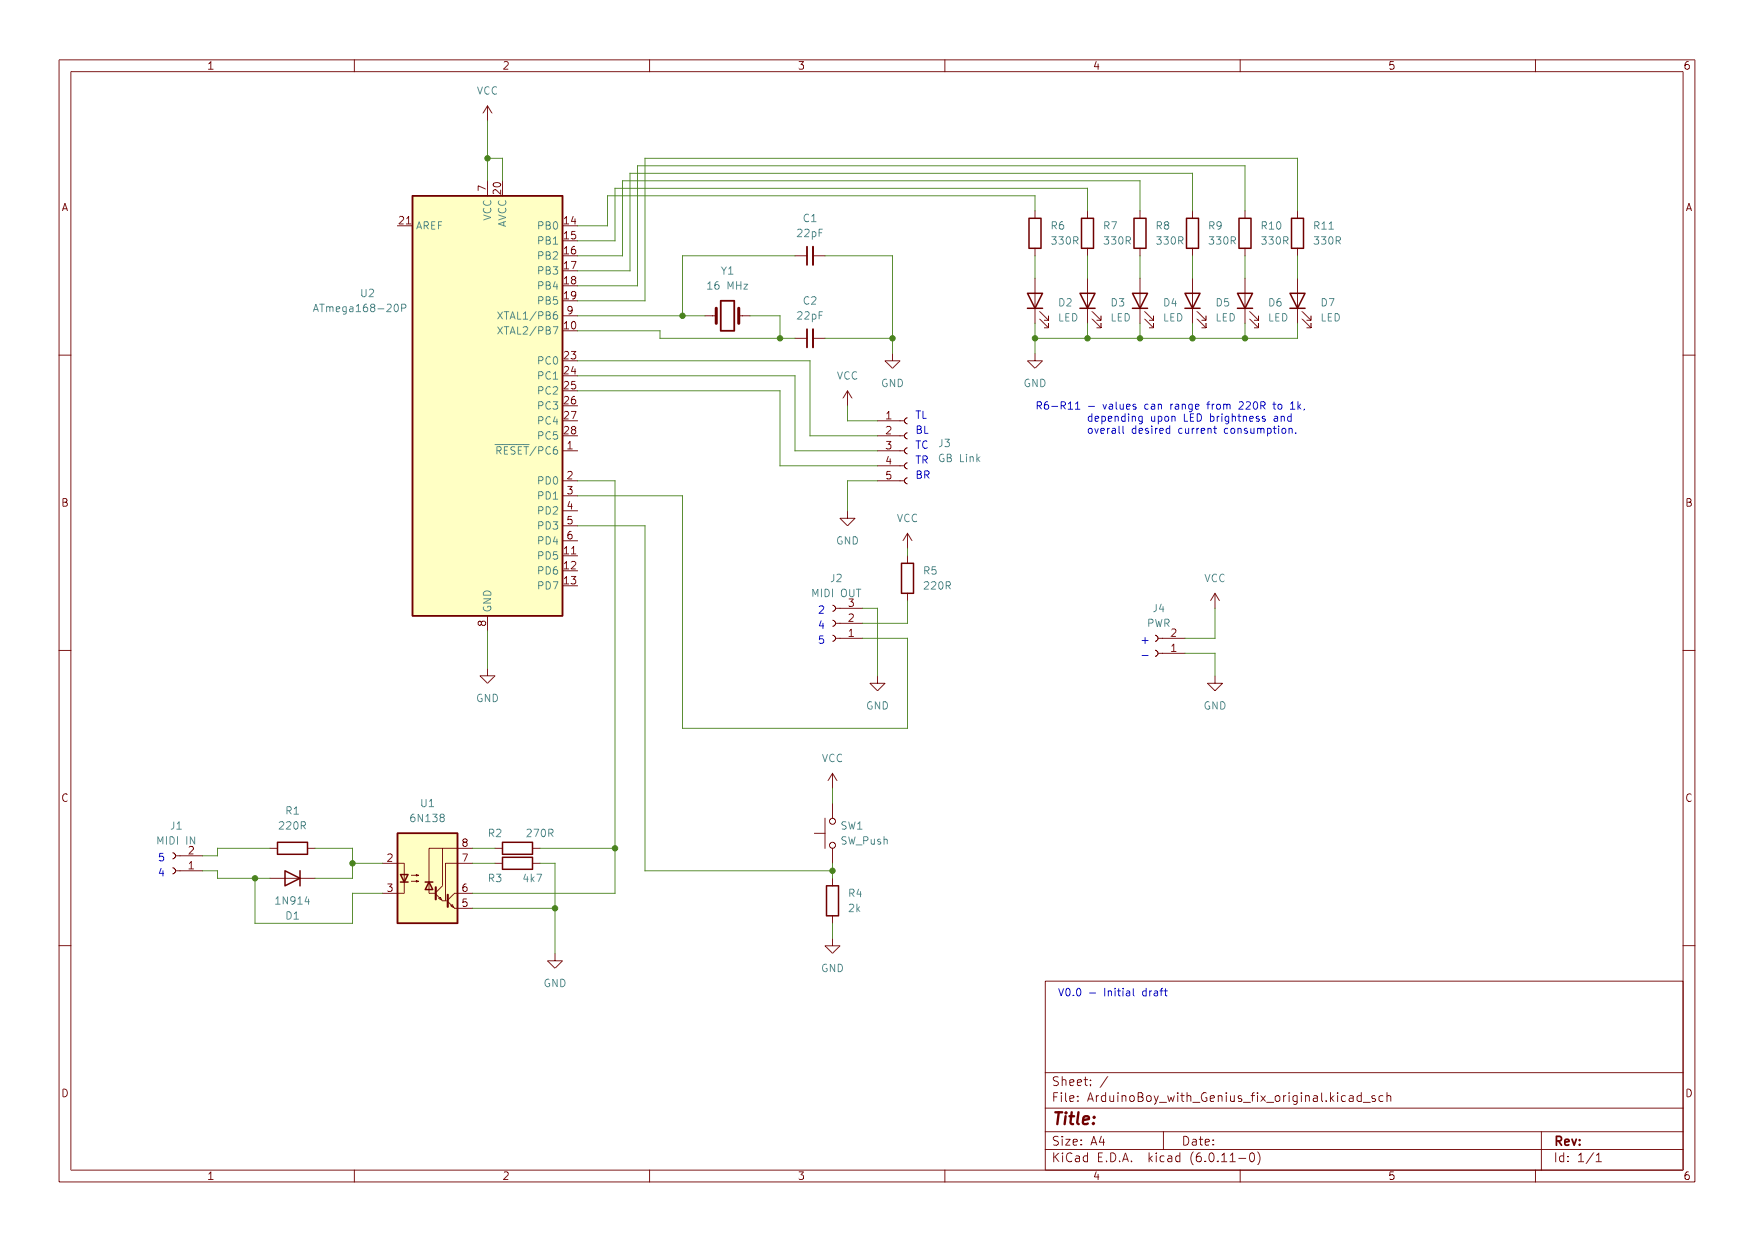 1 2 3 4 5 6
A
B
C
D
A
B
C
D
1 2 3 4 5 6
VCC
7
20
VCC
AVCC
21
AREF
U2
ATmega168-20P
PB0 14
PB1 15
PB2 16
PB3 17
PB4 18
PB5 19
XTAL1/PB6 9
XTAL2/PB7 10
PC0 23
PC1 24
PC2 25
PC3 26
PC4 27
PC5 28
RESET/PC6 1
PD0 2
PD1 3
PD2 4
PD3 5
PD4 6
PD5 11
PD6 12
PD7 13
GND
8
GND
C1
22pF
Y1
16 MHz
C2
22pF
GND
R6
330R
R7
330R
R8
330R
R9
330R
R10
330R
R11
330R
D2
LED
D3
LED
D4
LED
D5
LED
D6
LED
D7
LED
GND
R6-R11 - values can range from 220R to 1k,
depending upon LED brightness and
overall desired current consumption.
VCC
1 TL
2 BL
3 TC
4 TR
5 BR
J3
GB Link
GND
VCC
R5
220R
J2
MIDI OUT
2 3
4 2
5 1
GND
VCC
J4
PWR
+ 2
- 1
GND
VCC
SW1
SW_Push
R4
2k
GND
J1
MIDI IN
5 2
4 1
R1
220R
1N914
D1
U1
6N138
2
3
8
7
6
5
R2 270R
R3 4k7
GND
V0.0 - Initial draft
Sheet: /
File: ArduinoBoy_with_Genius_fix_original.kicad_sch
Title:
Size: A4 Date: Rev:
KiCad E.D.A. kicad (6.0.11-0) Id: 1/1